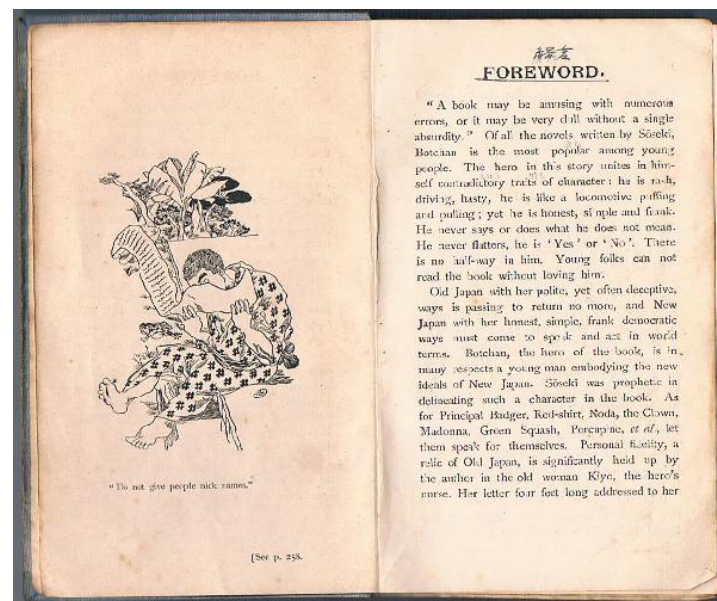 "Do not give people nick names."
[See p. 258.
FOREWORD.
"A book may be amusing with numerous
errors, or it may be very dull without a single
absurdity." Of all the novels written by Sōseki,
Botchan is the most popular among young
people. The hero in this story unites in him-
self contradictory traits of character: he is rash,
driving, hasty, he is like a locomotive puffing
and pulling; yet he is honest, simple and frank.
He never says or does what he does not mean.
He never flatters, he is 'Yes' or 'No'. There
is no half-way in him. Young folks can not
read the book without loving him.
Old Japan with her polite, yet often deceptive,
ways is passing to return no more, and New
Japan with her honest, simple, frank democratic
ways must come to speak and act in world
terms. Botchan, the hero of the book, is in
many respects a young man embodying the new
ideals of New Japan. Sōseki was prophetic in
delineating such a character in the book. As
for Principal Badger, Red-shirt, Noda, the Clown,
Madonna, Green Squash, Porcupine, et al., let
them speak for themselves. Personal fidelity, a
relic of Old Japan, is significantly held up by
the author in the old woman Kiyo, the hero's
nurse. Her letter four feet long addressed to her